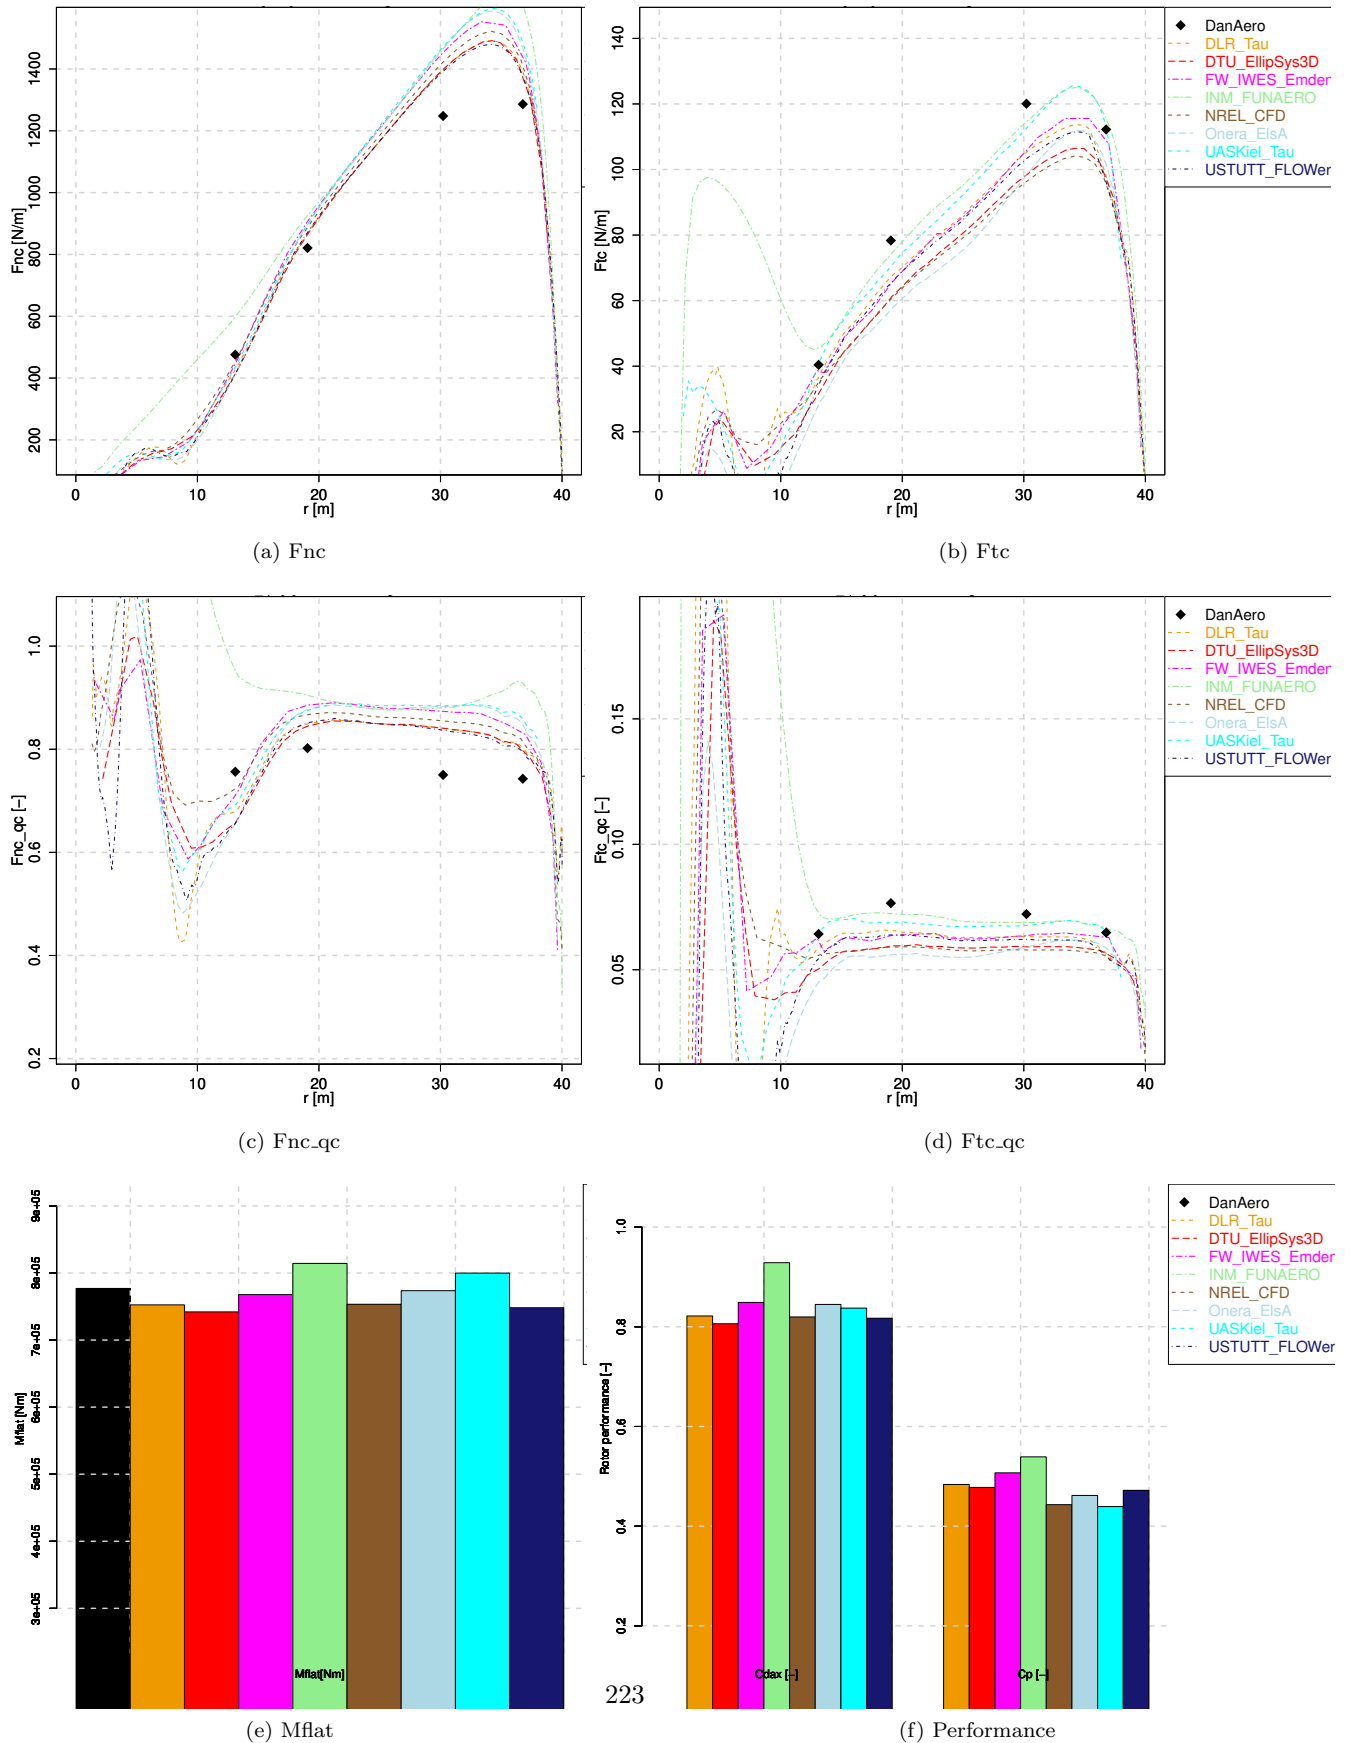 Fnc [N/m]
200
400
600
800
1000
1200
1400
0
10
20
30
40
r [m]
(a) Fnc
Ftc [N/m]
20
40
60
80
100
120
140
0
10
20
30
40
r [m]
(b) Ftc
DanAero
DLR_Tau
DTU_EllipSys3D
FW_IWES_Emden
INM_FUNAERO
NREL_CFD
Onera_ElsA
UASKiel_Tau
USTUTT_FLOWer
Fnc_qc [−]
0.2
0.4
0.6
0.8
1.0
0
10
20
30
40
r [m]
(c) Fnc_qc
Ftc_qc [−]
0.05
0.10
0.15
0
10
20
30
40
r [m]
(d) Ftc_qc
DanAero
DLR_Tau
DTU_EllipSys3D
FW_IWES_Emden
INM_FUNAERO
NREL_CFD
Onera_ElsA
UASKiel_Tau
USTUTT_FLOWer
Mflat [Nm]
3e+05
4e+05
5e+05
6e+05
7e+05
8e+05
9e+05
Mflat[Nm]
(e) Mflat
Rotor performance [−]
0.2
0.4
0.6
0.8
1.0
Cdax [−]
Cp [−]
(f) Performance
DanAero
DLR_Tau
DTU_EllipSys3D
FW_IWES_Emden
INM_FUNAERO
NREL_CFD
Onera_ElsA
UASKiel_Tau
USTUTT_FLOWer
223